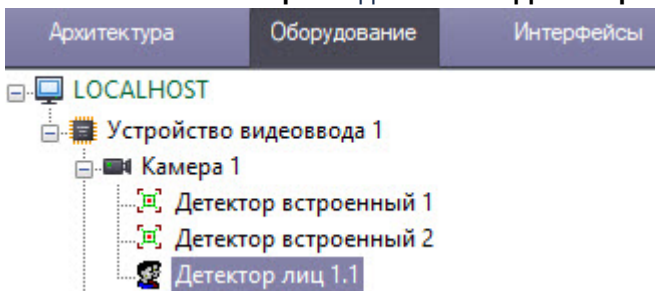 Архитектура Оборудование Интерфейсы
LOCALHOST
Устройство видеоввода 1
Камера 1
Детектор встроенный 1
Детектор встроенный 2
Детектор лиц 1.1